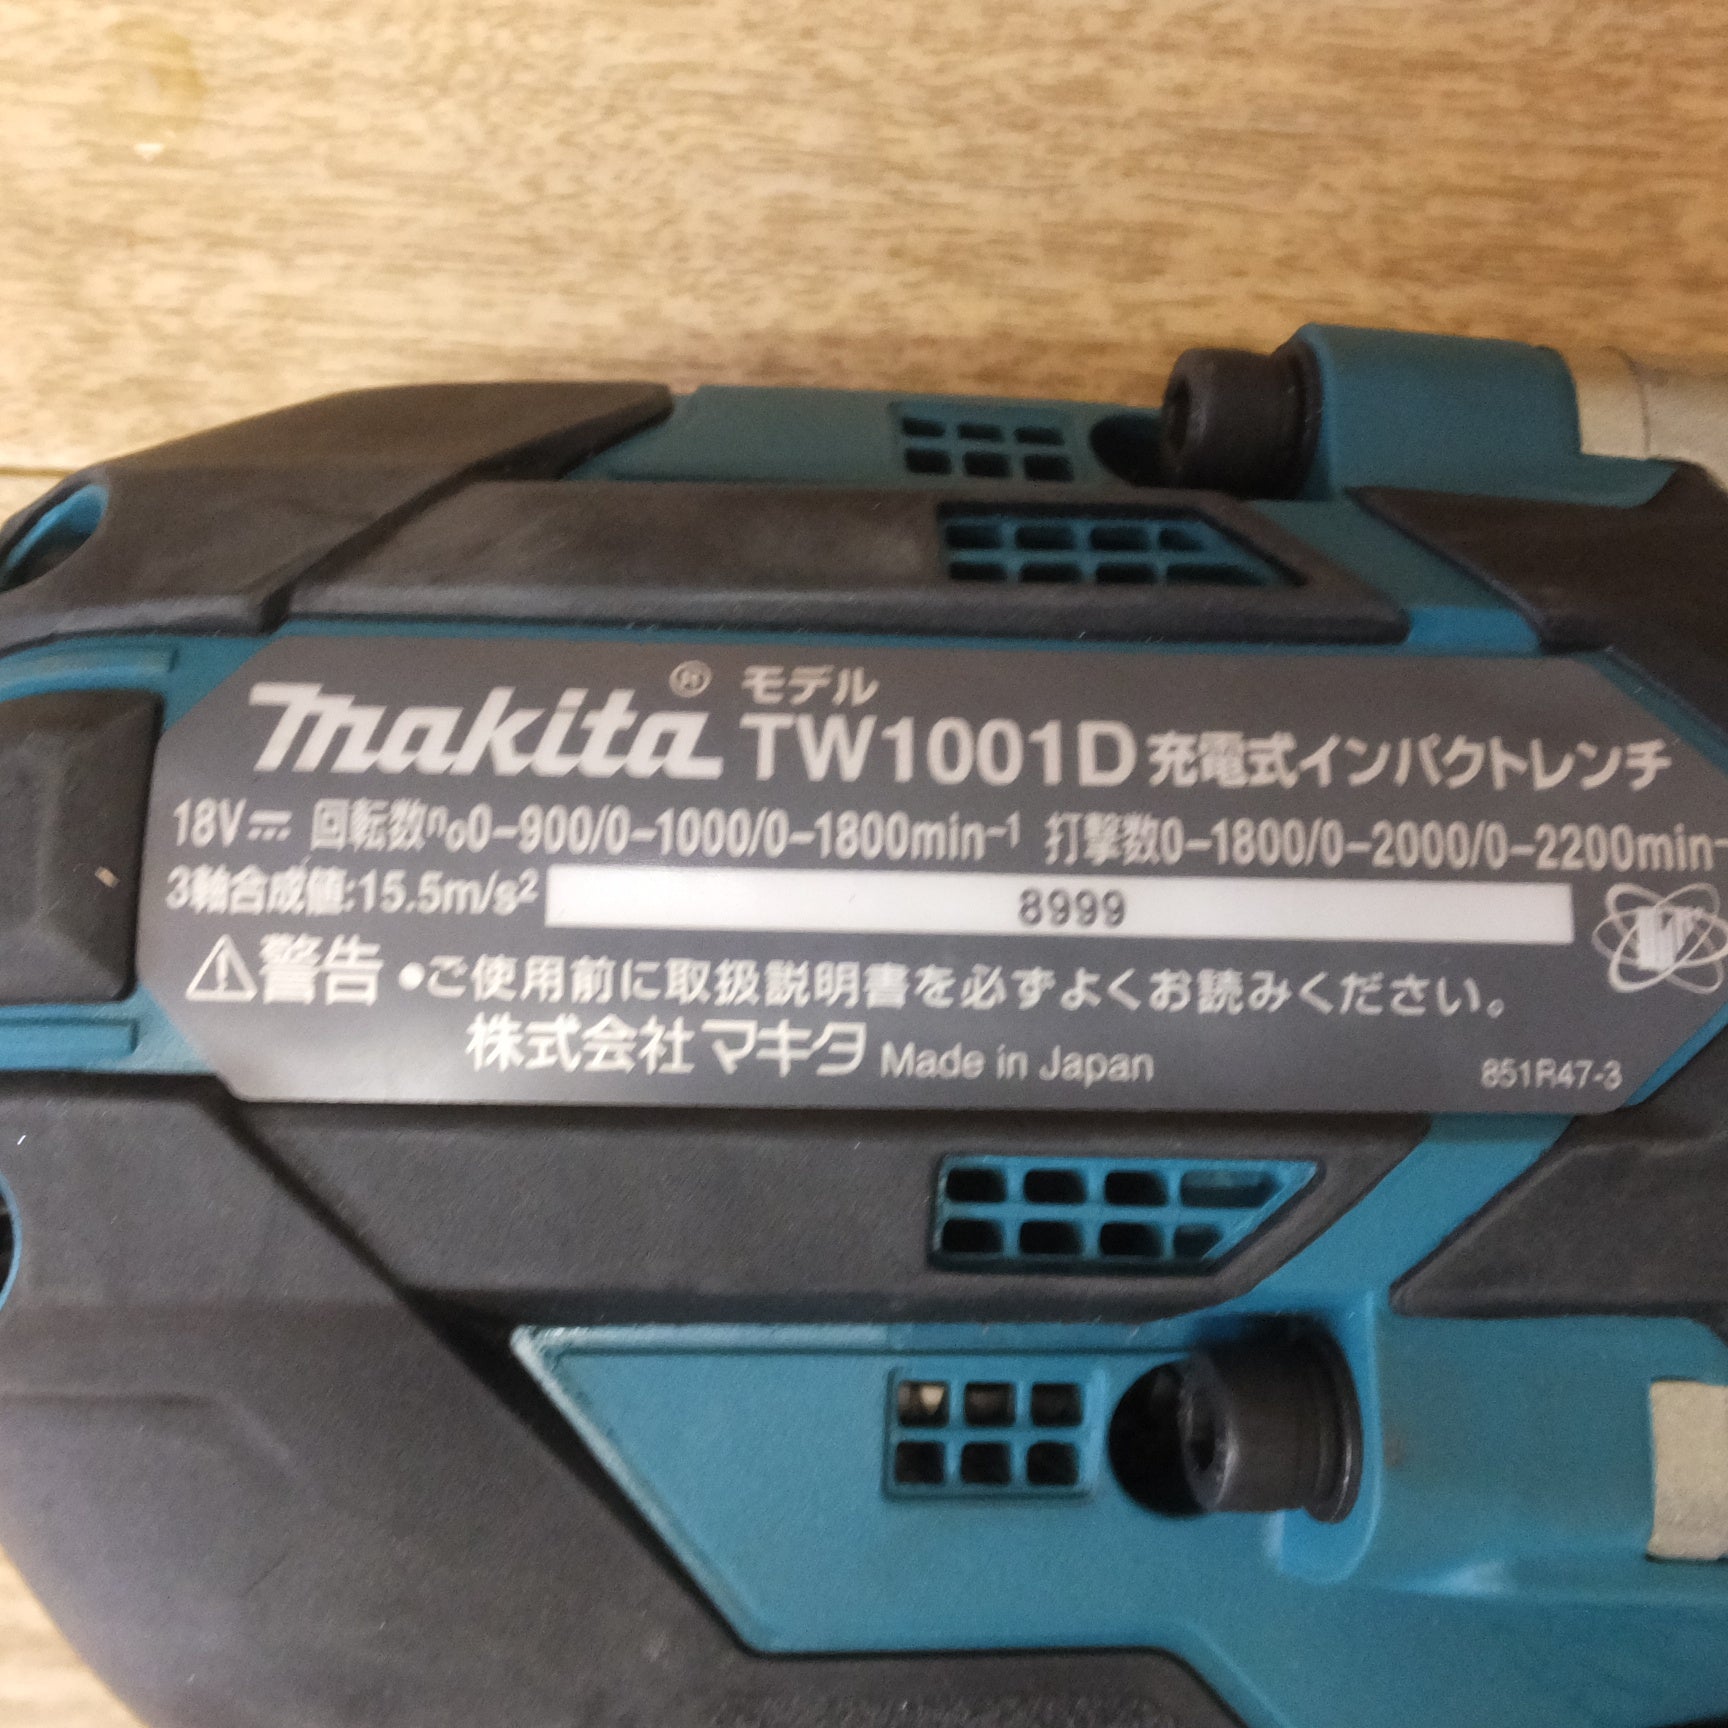 makita® モデル
TW1001D 充電式インパクトレンチ
18V⎓ 回転数n₀0-900/0-1000/0-1800min⁻¹ 打撃数0-1800/0-2000/0-2200min⁻
3軸合成値:15.5m/s² 8999
⚠警告 •ご使用前に取扱説明書を必ずよくお読みください。
株式会社マキタ Made in Japan 851R47-3